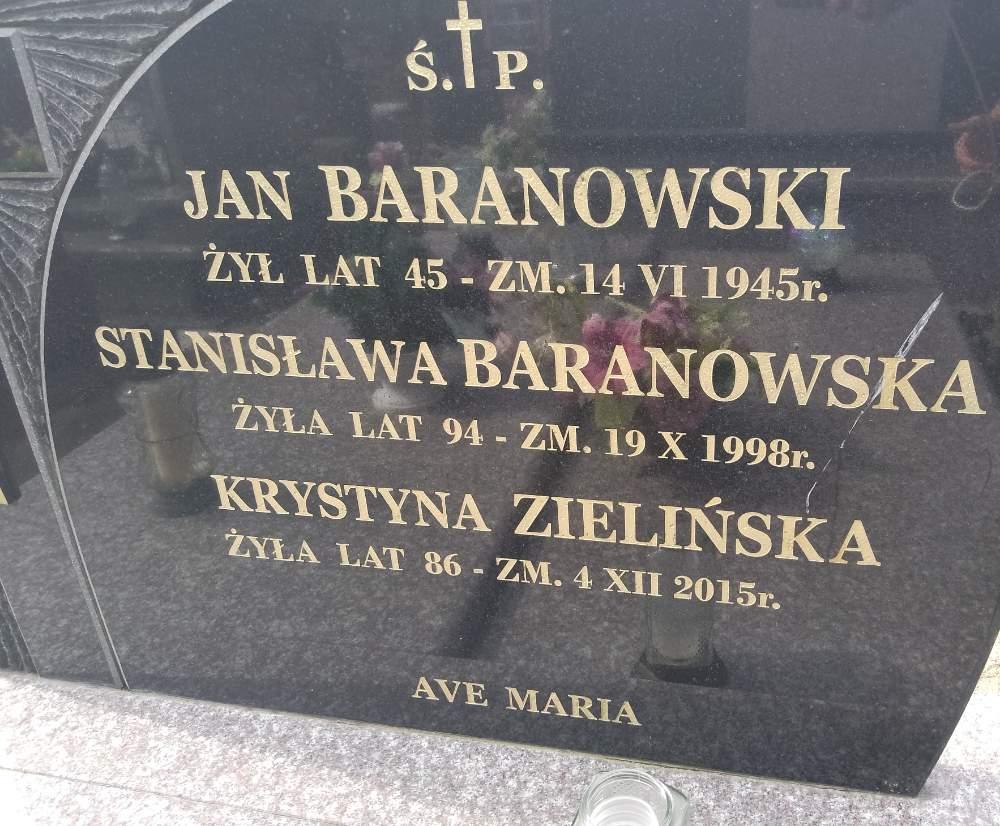 Ś. P.
JAN BARANOWSKI
ŻYŁ LAT 45 - ZM. 14 VI 1945r.
STANISŁAWA BARANOWSKA
ŻYŁA LAT 94 - ZM. 19 X 1998r.
KRYSTYNA ZIELIŃSKA
ŻYŁA LAT 86 - ZM. 4 XII 2015r.
AVE MARIA